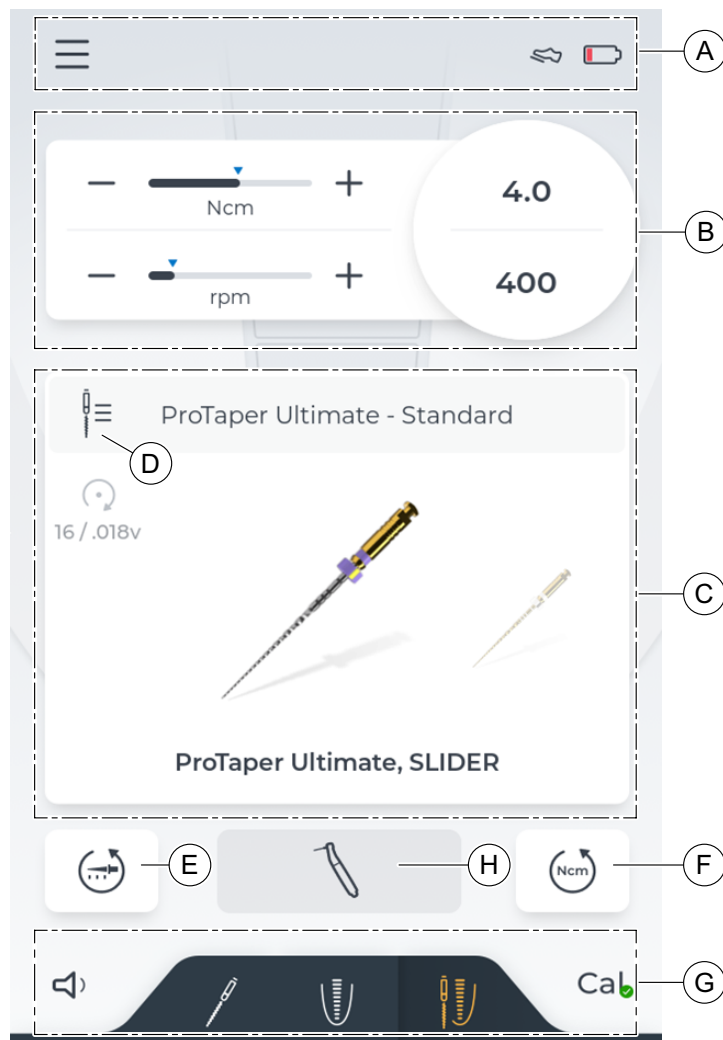 A
Ncm
4.0
B
rpm
400
ProTaper Ultimate - Standard
D
16 / .018v
C
ProTaper Ultimate, SLIDER
E
H
Ncm
F
Cal
G